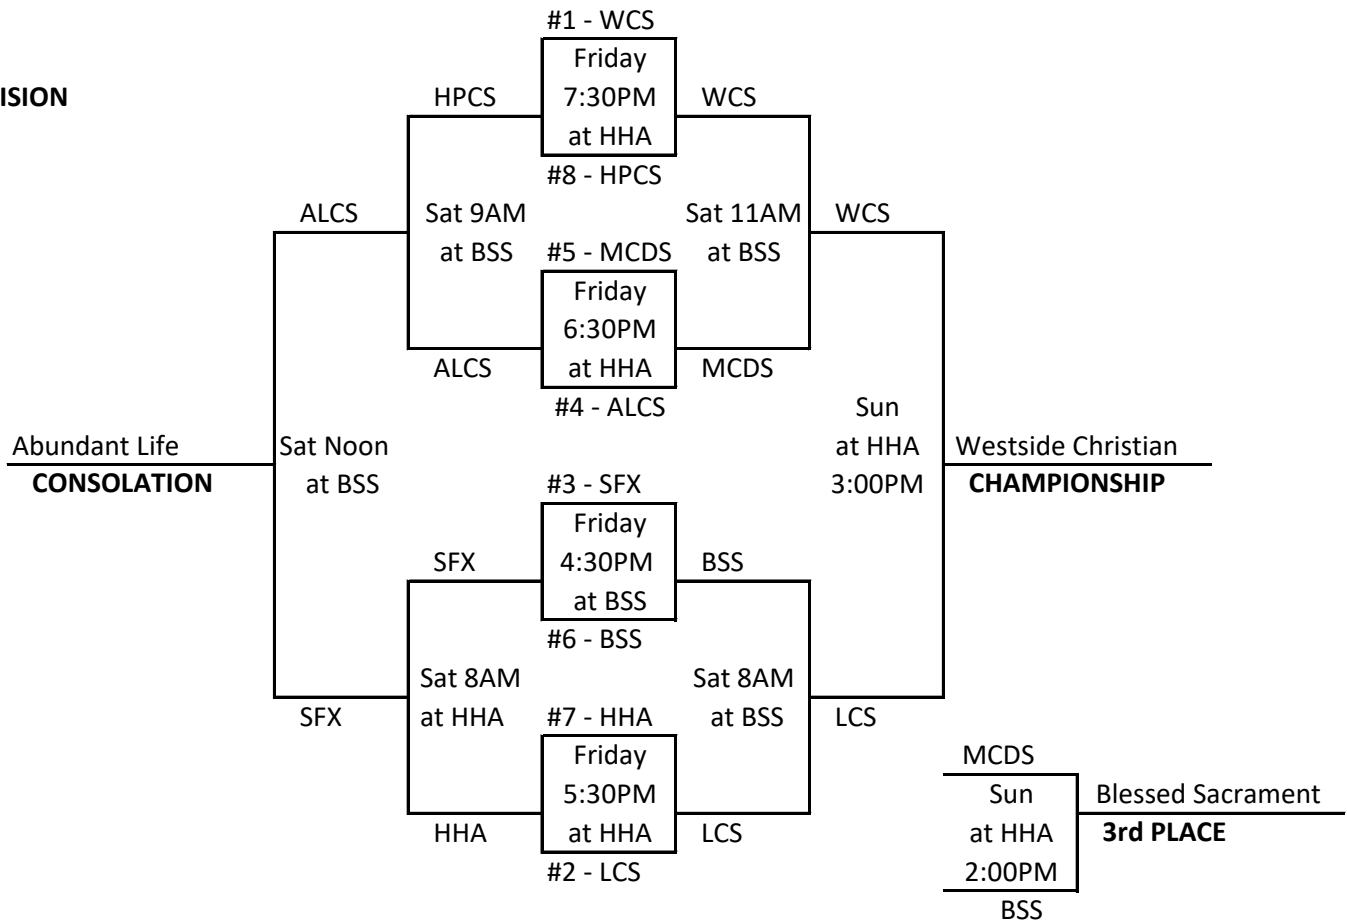 #1 - WCS
Friday
ISION
HPCS
7:30PM
WCS
at HHA
#8 - HPCS
ALCS
Sat 9AM
Sat 11AM
WCS
at BSS
#5 - MCDS
at BSS
Friday
6:30PM
ALCS
at HHA
MCDS
#4 - ALCS
Sun
Abundant Life
Sat Noon
at HHA
Westside Christian
CONSOLATION
at BSS
#3 - SFX
3:00PM
CHAMPIONSHIP
Friday
SFX
4:30PM
BSS
at BSS
#6 - BSS
Sat 8AM
Sat 8AM
SFX
at HHA
#7 - HHA
at BSS
LCS
Friday
MCDS
5:30PM
Sun
Blessed Sacrament
HHA
at HHA
LCS
at HHA
3rd PLACE
#2 - LCS
2:00PM
BSS